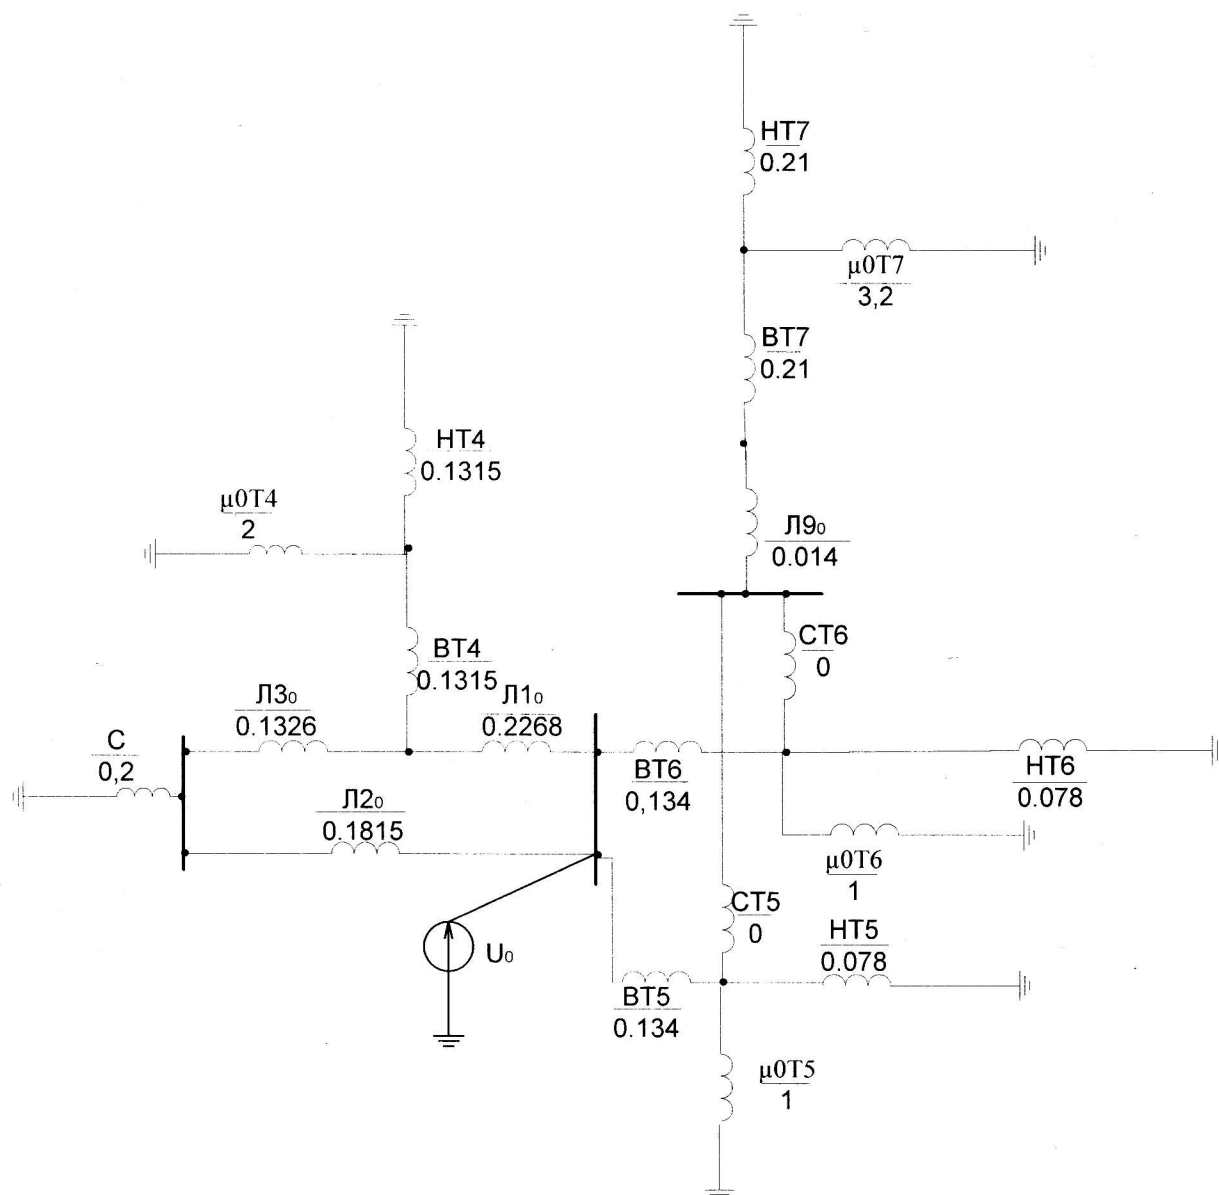 НТ7
0.21
µ0Т7
3,2
ВТ7
0.21
НТ4
0.1315
µ0Т4
2
Л9₀
0.014
СТ6
0
ВТ4
0.1315
Л3₀
0.1326
Л1₀
0.2268
С
0,2
ВТ6
0,134
НТ6
0.078
Л2₀
0.1815
µ0Т6
1
СТ5
0
НТ5
0.078
U₀
ВТ5
0.134
µ0Т5
1